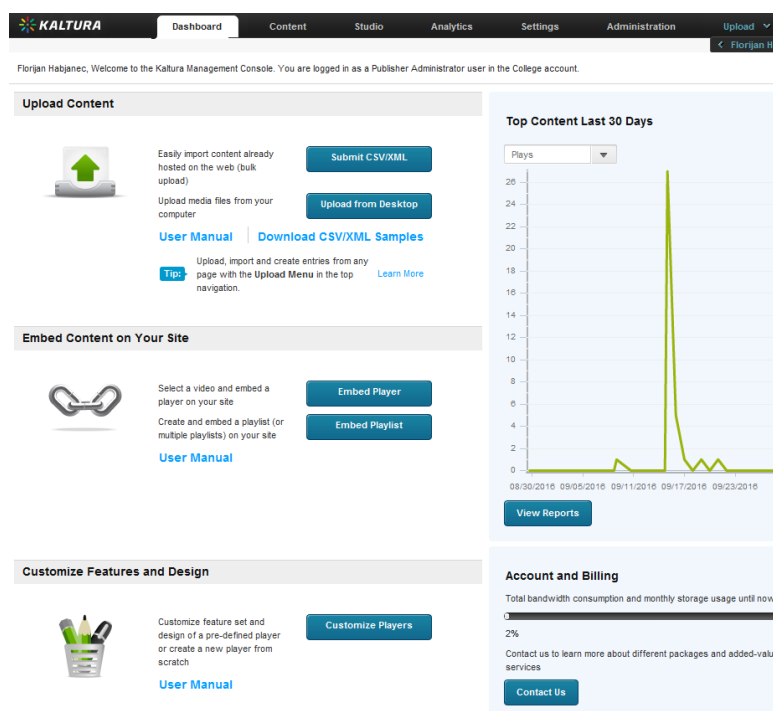 KALTURA
Dashboard Content Studio Analytics Settings Administration Upload
Florijan
Florijan Habjanec, Welcome to the Kaltura Management Console. You are logged in as a Publisher Administrator user in the College account.
Upload Content
Easily import content already
hosted on the web (bulk
upload)
Submit CSV/XML
Upload media files from your
computer
Upload from Desktop
User Manual Download CSV/XML Samples
Tip:
Upload, import and create entries from any
page with the Upload Menu in the top
navigation.
Learn More
Embed Content on Your Site
Select a video and embed a
player on your site
Embed Player
Create and embed a playlist (or
multiple playlists) on your site
Embed Playlist
User Manual
Customize Features and Design
Customize feature set and
design of a pre-defined player
or create a new player from
scratch
Customize Players
User Manual
Top Content Last 30 Days
Plays
26
24
22
20
18
16
14
12
10
8
6
4
2
0
08/30/2016 09/05/2016 09/11/2016 09/17/2016 09/23/2016
View Reports
Account and Billing
Total bandwidth consumption and monthly storage usage until now
2%
Contact us to learn more about different packages and added-valu
services
Contact Us